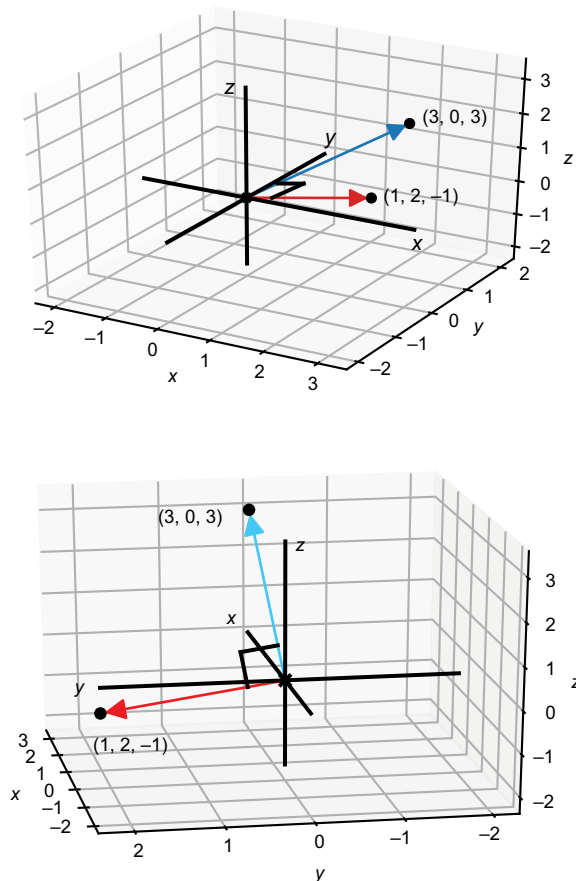 z
3
(3, 0, 3)
y
2
z
1
0
(1, 2, –1)
–1
x
–2
2
1
0
y
–1
–2
–2
–1
0
1
2
3
x
(3, 0, 3)
z
3
x
2
1
z
y
0
(1, 2, –1)
–1
–2
3
2
1
x
0
–1
–2
2
1
0
–1
–2
y